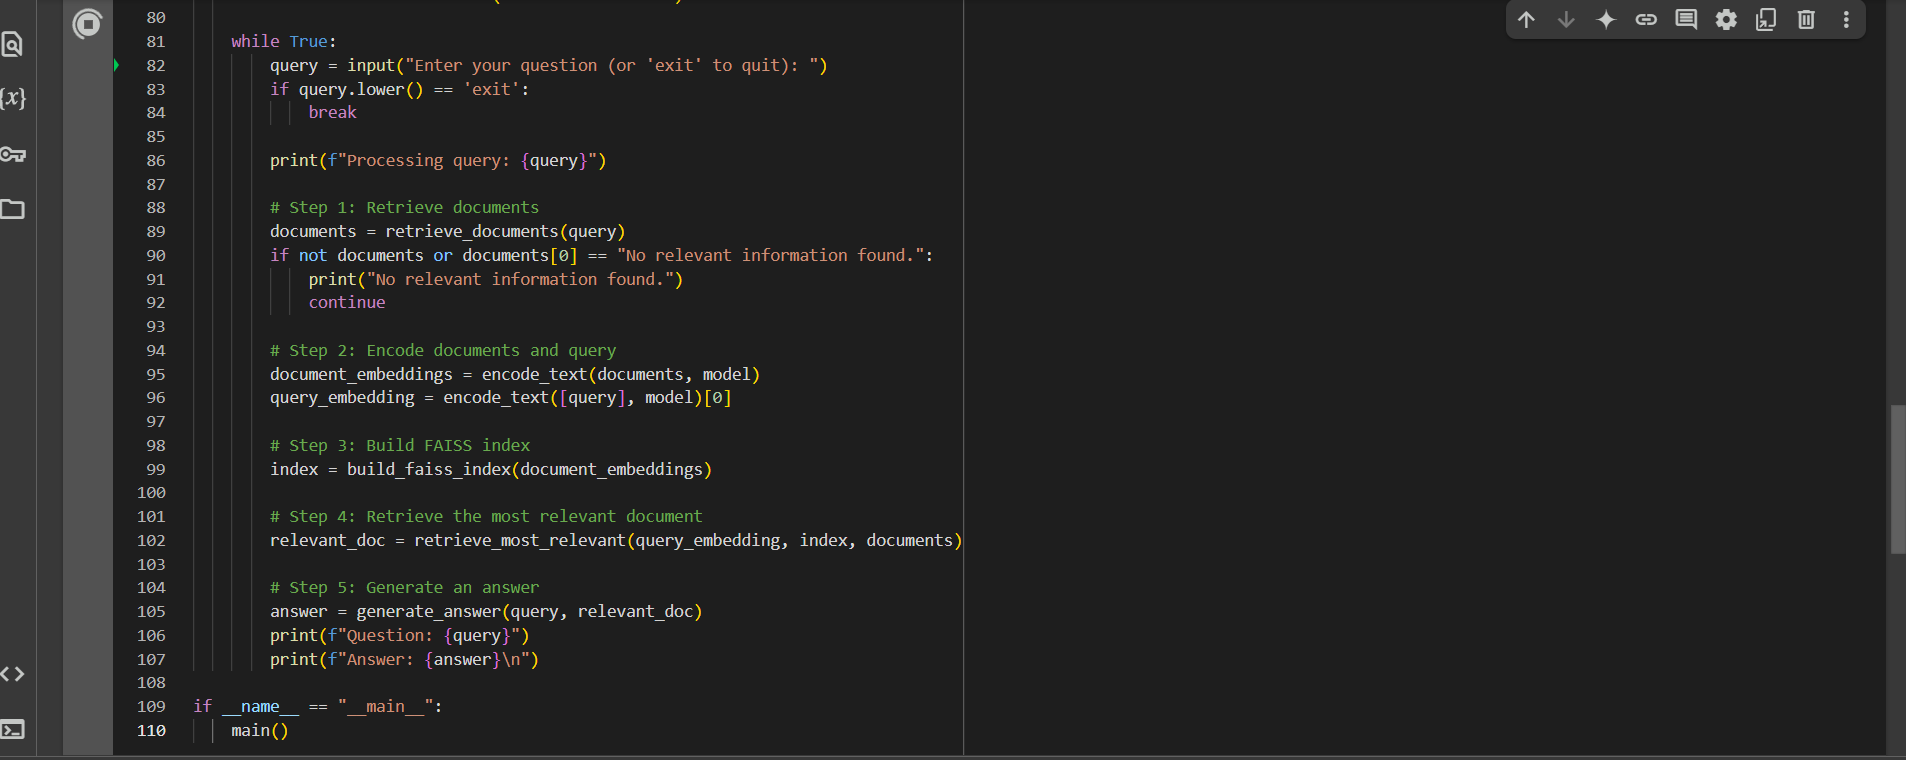 80
81 while True:
82 query = input("Enter your question (or 'exit' to quit): ")
83 if query.lower() == 'exit':
84 break
85
86 print(f"Processing query: {query}")
87
88 # Step 1: Retrieve documents
89 documents = retrieve_documents(query)
90 if not documents or documents[0] == "No relevant information found.":
91 print("No relevant information found.")
92 continue
93
94 # Step 2: Encode documents and query
95 document_embeddings = encode_text(documents, model)
96 query_embedding = encode_text([query], model)[0]
97
98 # Step 3: Build FAISS index
99 index = build_faiss_index(document_embeddings)
100
101 # Step 4: Retrieve the most relevant document
102 relevant_doc = retrieve_most_relevant(query_embedding, index, documents)
103
104 # Step 5: Generate an answer
105 answer = generate_answer(query, relevant_doc)
106 print(f"Question: {query}")
107 print(f"Answer: {answer}\n")
108
109 if __name__ == "__main__":
110 main()